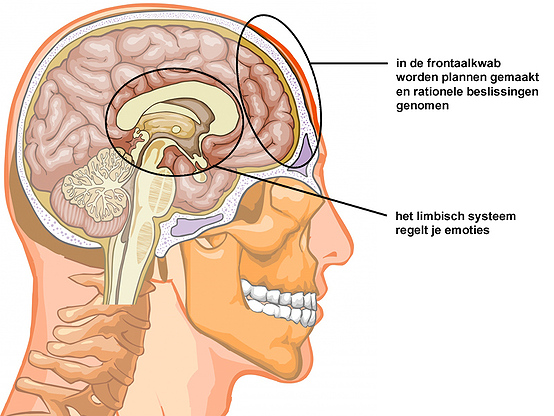 in de frontaalkwab
worden plannen gemaakt
en rationele beslissingen
genomen
het limbisch systeem
regelt je emoties